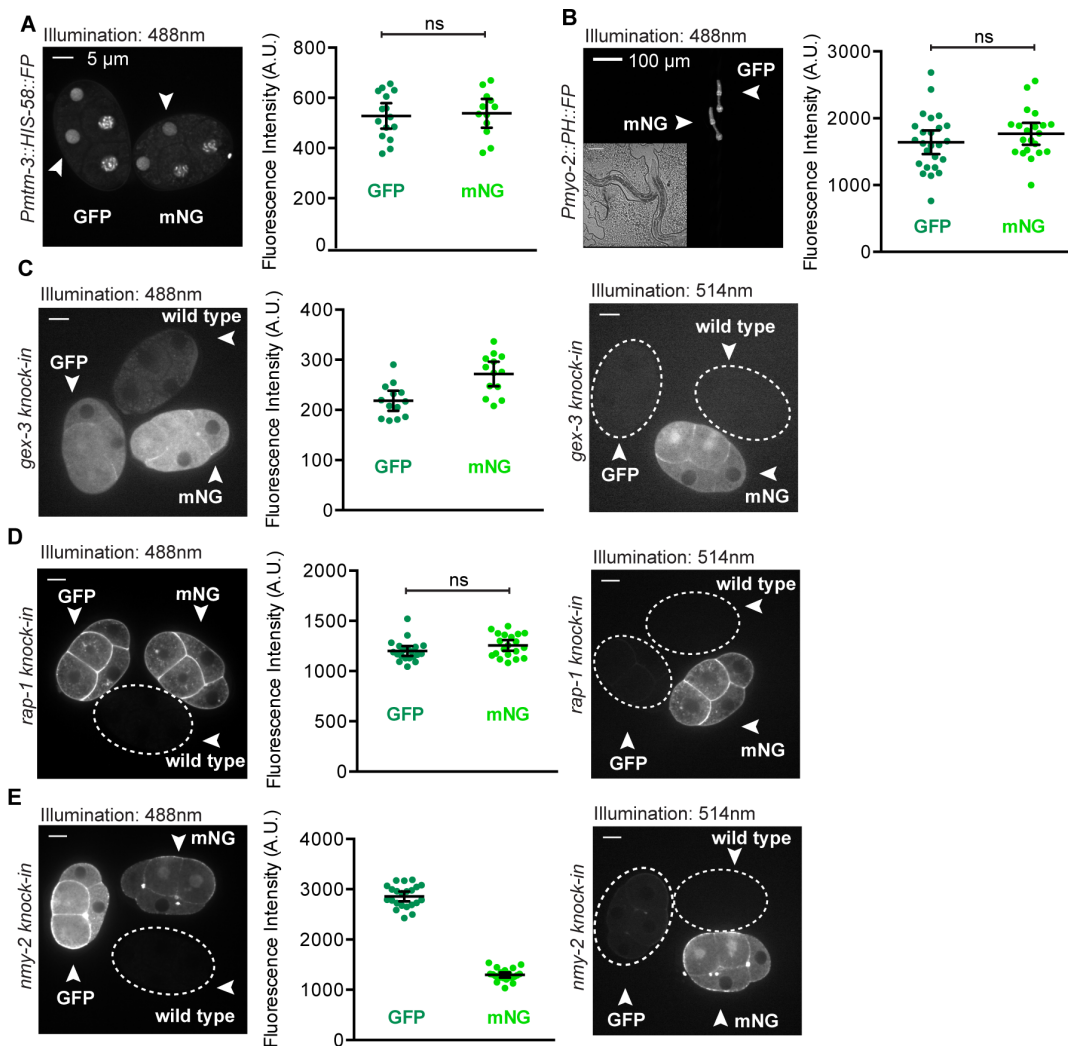 A
Illumination: 488nm
5 µm
Pmtm-3::HIS-58::FP
GFP
mNG
Fluorescence Intensity (A.U.)
800
600
400
200
0
ns
GFP
mNG
B
Illumination: 488nm
100 µm
GFP
mNG
Pmyo-2::PH::FP
Fluorescence Intensity (A.U.)
3000
2000
1000
0
ns
GFP
mNG
C
Illumination: 488nm
wild type
GFP
mNG
gex-3 knock-in
Fluorescence Intensity (A.U.)
400
300
200
100
0
GFP
mNG
Illumination: 514nm
wild type
GFP
mNG
gex-3 knock-in
D
Illumination: 488nm
GFP
mNG
wild type
rap-1 knock-in
Fluorescence Intensity (A.U.)
2000
1500
1000
500
0
ns
GFP
mNG
Illumination: 514nm
wild type
GFP
mNG
rap-1 knock-in
E
Illumination: 488nm
mNG
GFP
wild type
nmy-2 knock-in
Fluorescence Intensity (A.U.)
4000
3000
2000
1000
0
GFP
mNG
Illumination: 514nm
wild type
GFP
mNG
nmy-2 knock-in